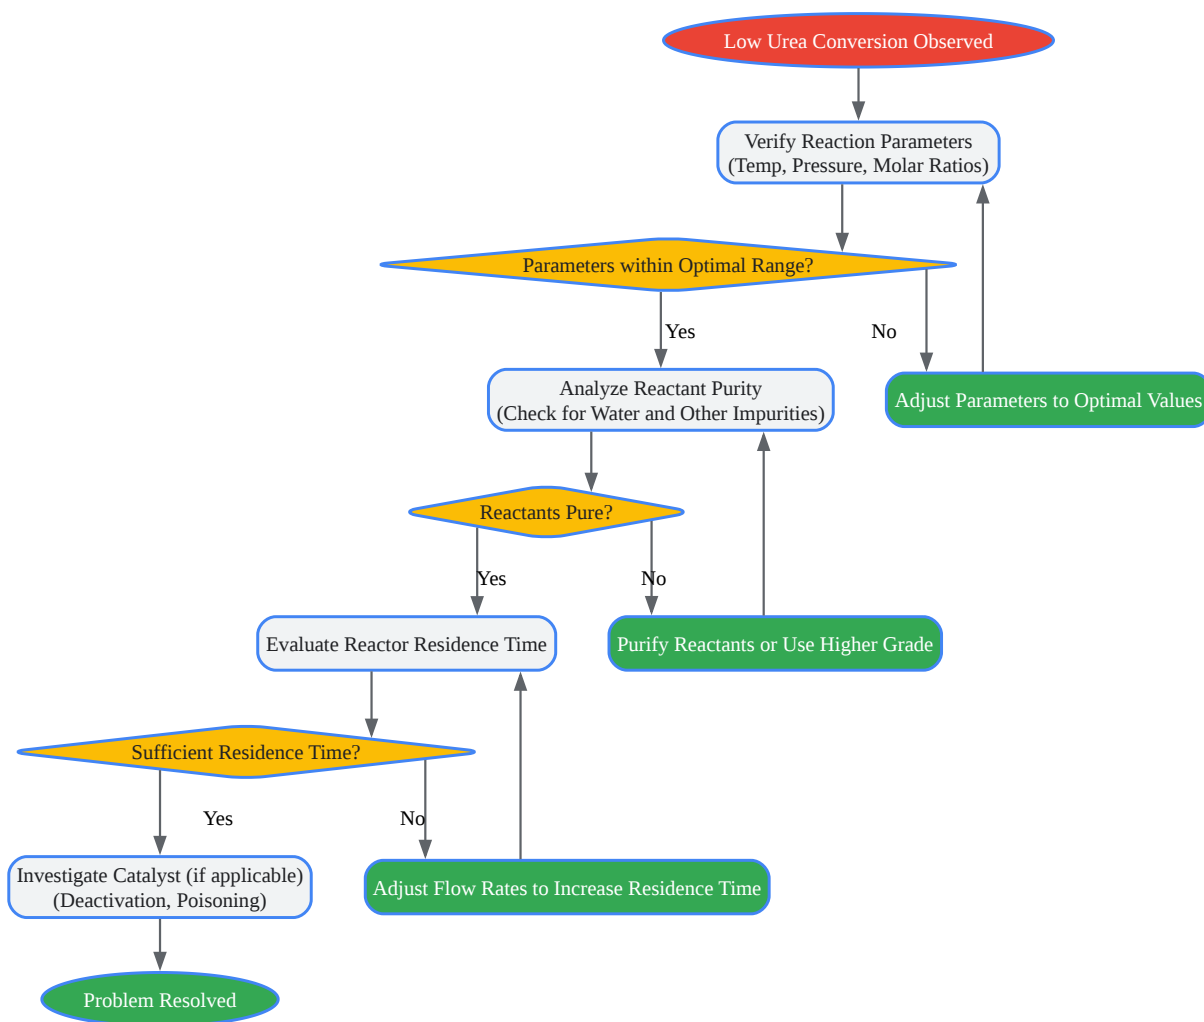 Low Urea Conversion Observed
Verify Reaction Parameters
(Temp, Pressure, Molar Ratios)
Parameters within Optimal Range?
Yes
No
Analyze Reactant Purity
(Check for Water and Other Impurities)
Adjust Parameters to Optimal Values
Reactants Pure?
Yes
No
Evaluate Reactor Residence Time
Purify Reactants or Use Higher Grade
Sufficient Residence Time?
Yes
No
Investigate Catalyst (if applicable)
(Deactivation, Poisoning)
Adjust Flow Rates to Increase Residence Time
Problem Resolved